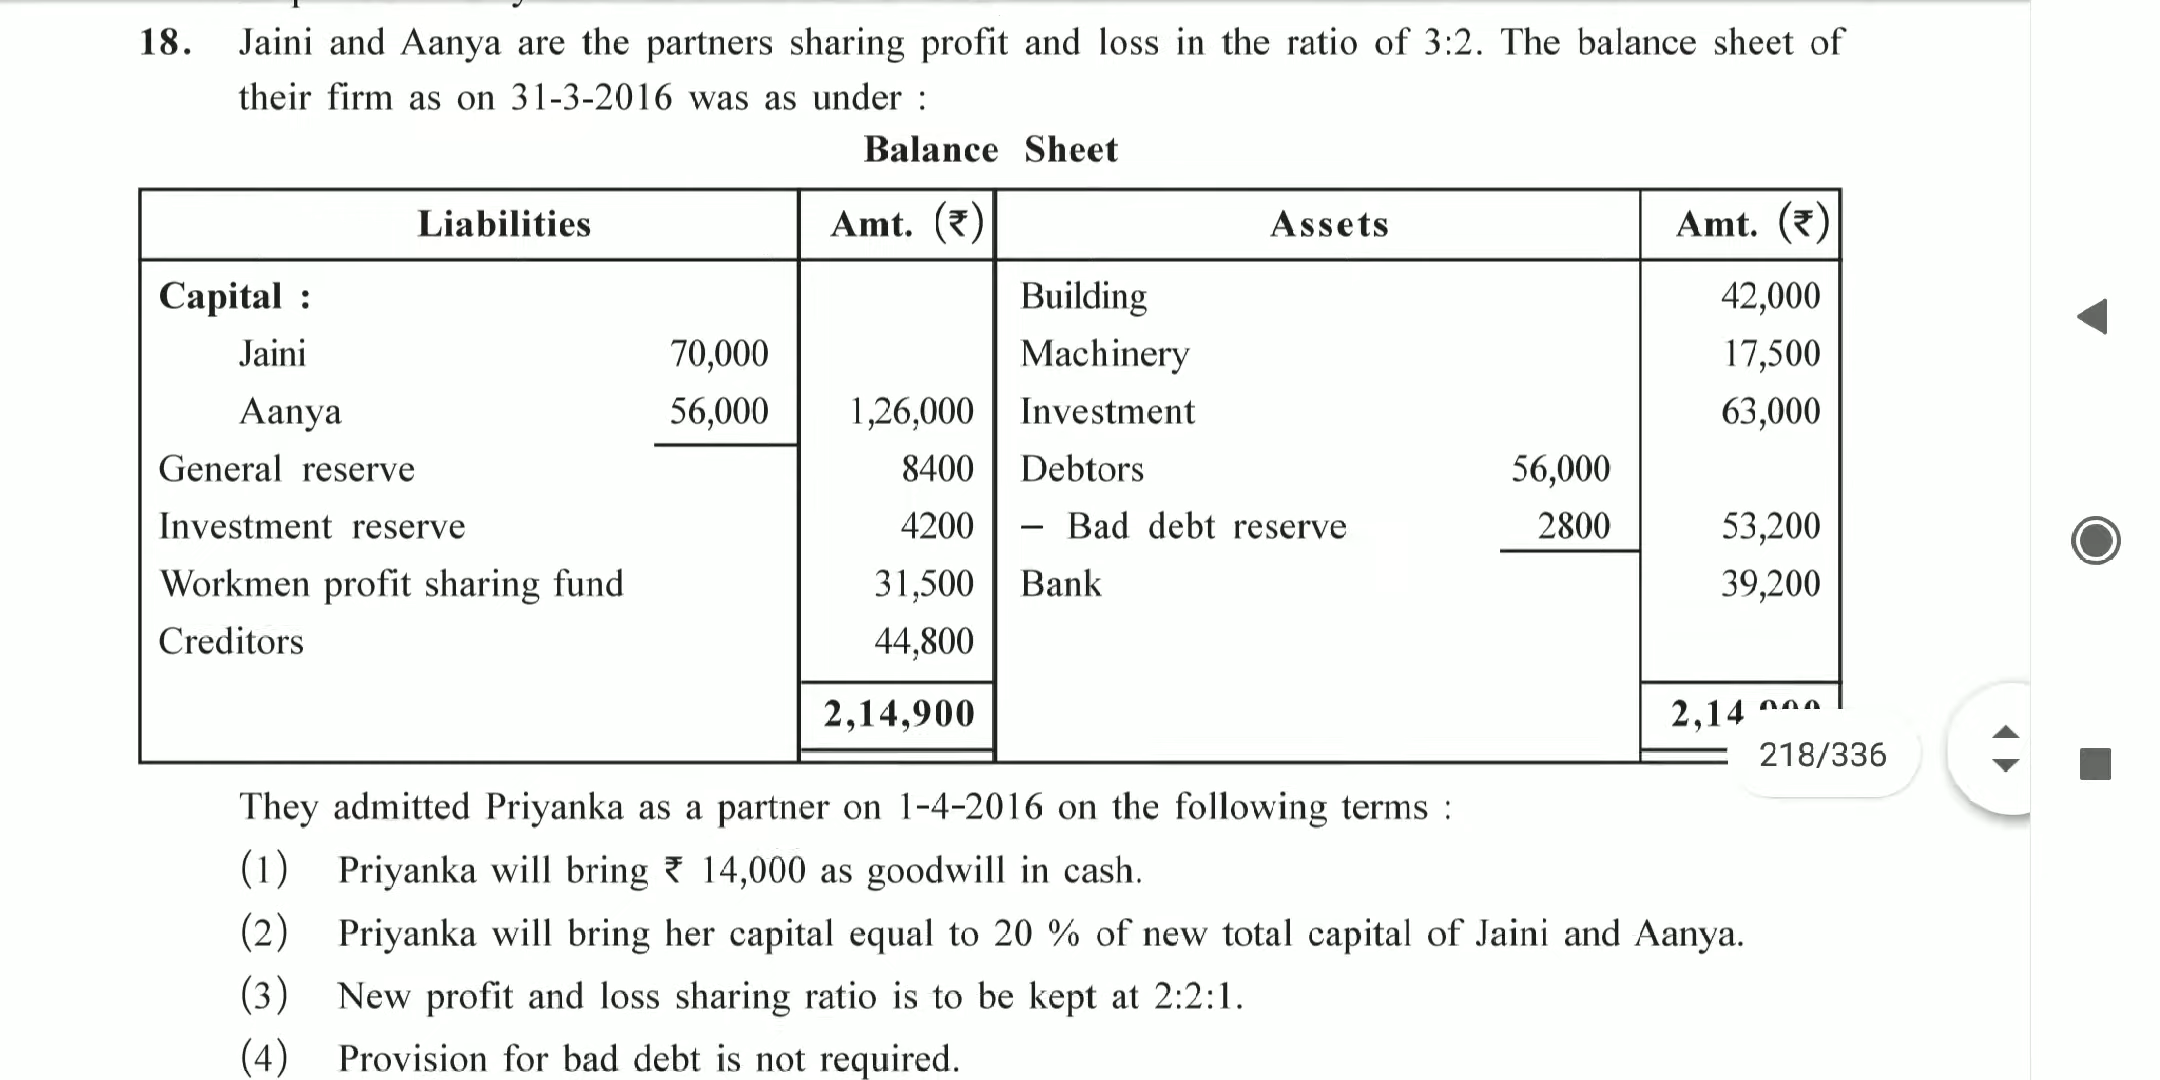 18. Jaini and Aanya are the partners sharing profit and loss in the ratio of 3:2. The balance sheet of
their firm as on 31-3-2016 was as under :
Balance Sheet
Liabilities Amt. (₹) Assets Amt. (₹)
Capital : Building 42,000
Jaini 70,000 Machinery 17,500
Aanya 56,000 1,26,000 Investment 63,000
General reserve 8400 Debtors 56,000
Investment reserve 4200 – Bad debt reserve 2800 53,200
Workmen profit sharing fund 31,500 Bank 39,200
Creditors 44,800
2,14,900 2,14
218/336
They admitted Priyanka as a partner on 1-4-2016 on the following terms :
(1) Priyanka will bring ₹ 14,000 as goodwill in cash.
(2) Priyanka will bring her capital equal to 20 % of new total capital of Jaini and Aanya.
(3) New profit and loss sharing ratio is to be kept at 2:2:1.
(4) Provision for bad debt is not required.